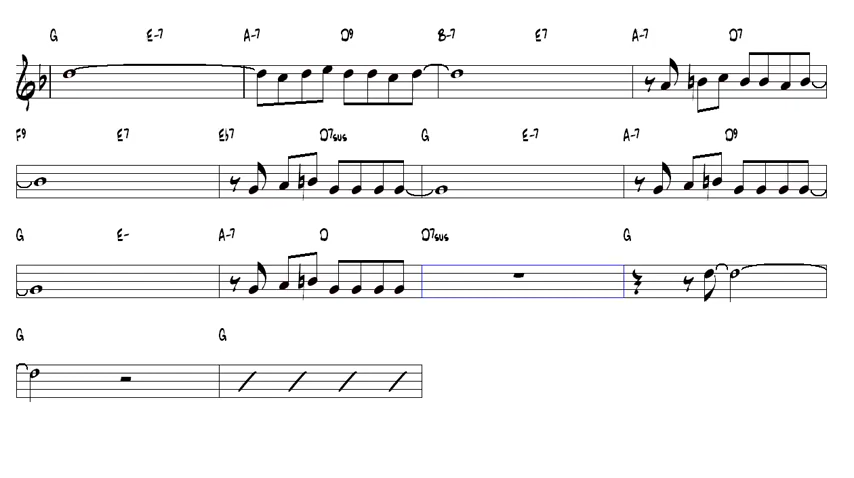 G E-7 A-7 D9 B-7 E7 A-7 D7
F9 E7 Eb7 D7sus G E-7 A-7 D9
G E- A-7 D D7sus G
G G